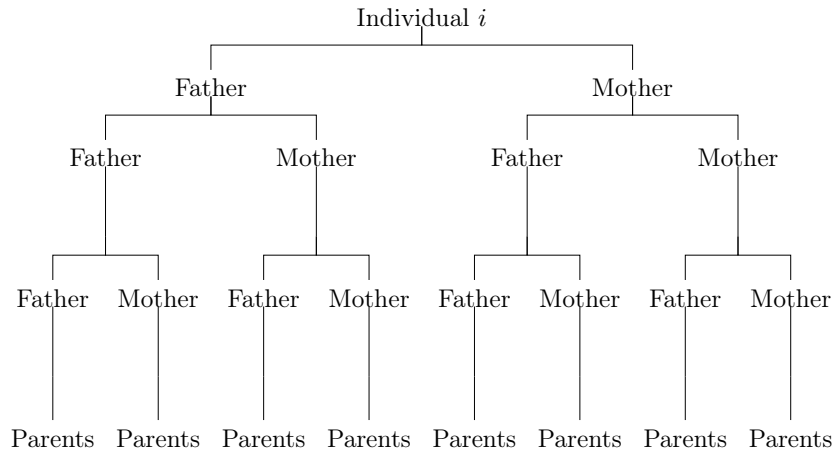 Individual i
Father Mother
Father Mother Father Mother
Father Mother Father Mother Father Mother Father Mother
Parents Parents Parents Parents Parents Parents Parents Parents